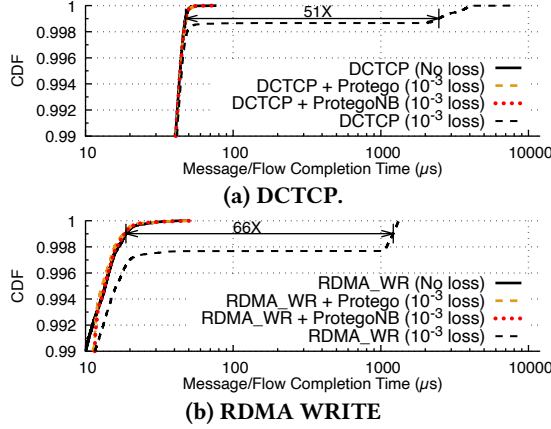 1
0.998
0.996
0.994
0.992
0.99
CDF
51X
DCTCP (No loss)
DCTCP + Protego (10⁻³ loss)
DCTCP + ProtegoNB (10⁻³ loss)
DCTCP (10⁻³ loss)
10 100 1000 10000
Message/Flow Completion Time (µs)
(a) DCTCP.
1
0.998
0.996
0.994
0.992
0.99
CDF
66X
RDMA_WR (No loss)
RDMA_WR + Protego (10⁻³ loss)
RDMA_WR + ProtegoNB (10⁻³ loss)
RDMA_WR (10⁻³ loss)
10 100 1000 10000
Message/Flow Completion Time (µs)
(b) RDMA WRITE